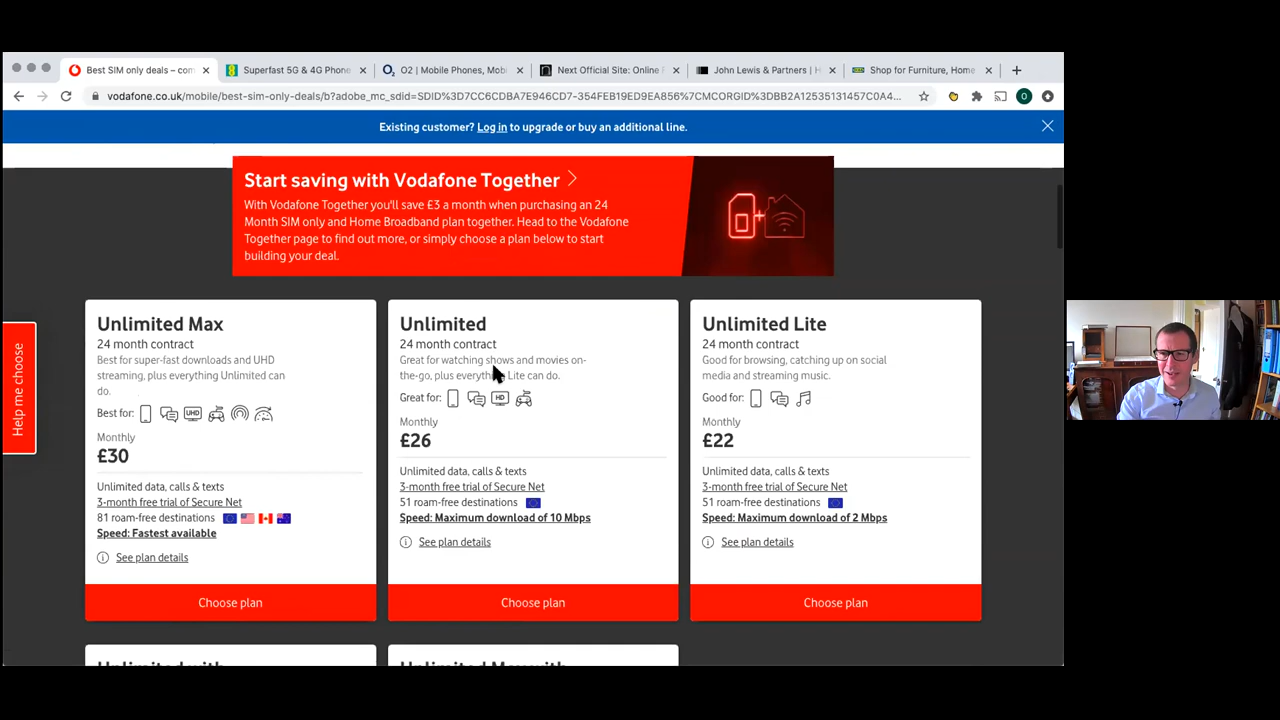 Best SIM only deals – com
Superfast 5G & 4G Phone
O2 | Mobile Phones, Mobi
Next Official Site: Online F
John Lewis & Partners | H
Shop for Furniture, Home
vodafone.co.uk/mobile/best-sim-only-deals/b?adobe_mc_sdid=SDID%3D7CC6CDBA7E946CD7-354FEB19ED9EA856%7CMCORGID%3DBB2A12535131457C0A4...
Existing customer? Log in to upgrade or buy an additional line.
Start saving with Vodafone Together
With Vodafone Together you'll save £3 a month when purchasing an 24
Month SIM only and Home Broadband plan together. Head to the Vodafone
Together page to find out more, or simply choose a plan below to start
building your deal.
Help me choose
Unlimited Max
24 month contract
Best for super-fast downloads and UHD
streaming, plus everything Unlimited can
do.
Best for:
UHD
Monthly
£30
Unlimited data, calls & texts
3-month free trial of Secure Net
81 roam-free destinations
Speed: Fastest available
See plan details
Choose plan
Unlimited
24 month contract
Great for watching shows and movies on-
the-go, plus everything Lite can do.
Great for:
HD
Monthly
£26
Unlimited data, calls & texts
3-month free trial of Secure Net
51 roam-free destinations
Speed: Maximum download of 10 Mbps
See plan details
Choose plan
Unlimited Lite
24 month contract
Good for browsing, catching up on social
media and streaming music.
Good for:
Monthly
£22
Unlimited data, calls & texts
3-month free trial of Secure Net
51 roam-free destinations
Speed: Maximum download of 2 Mbps
See plan details
Choose plan
Unlimited with
Unlimited Max with